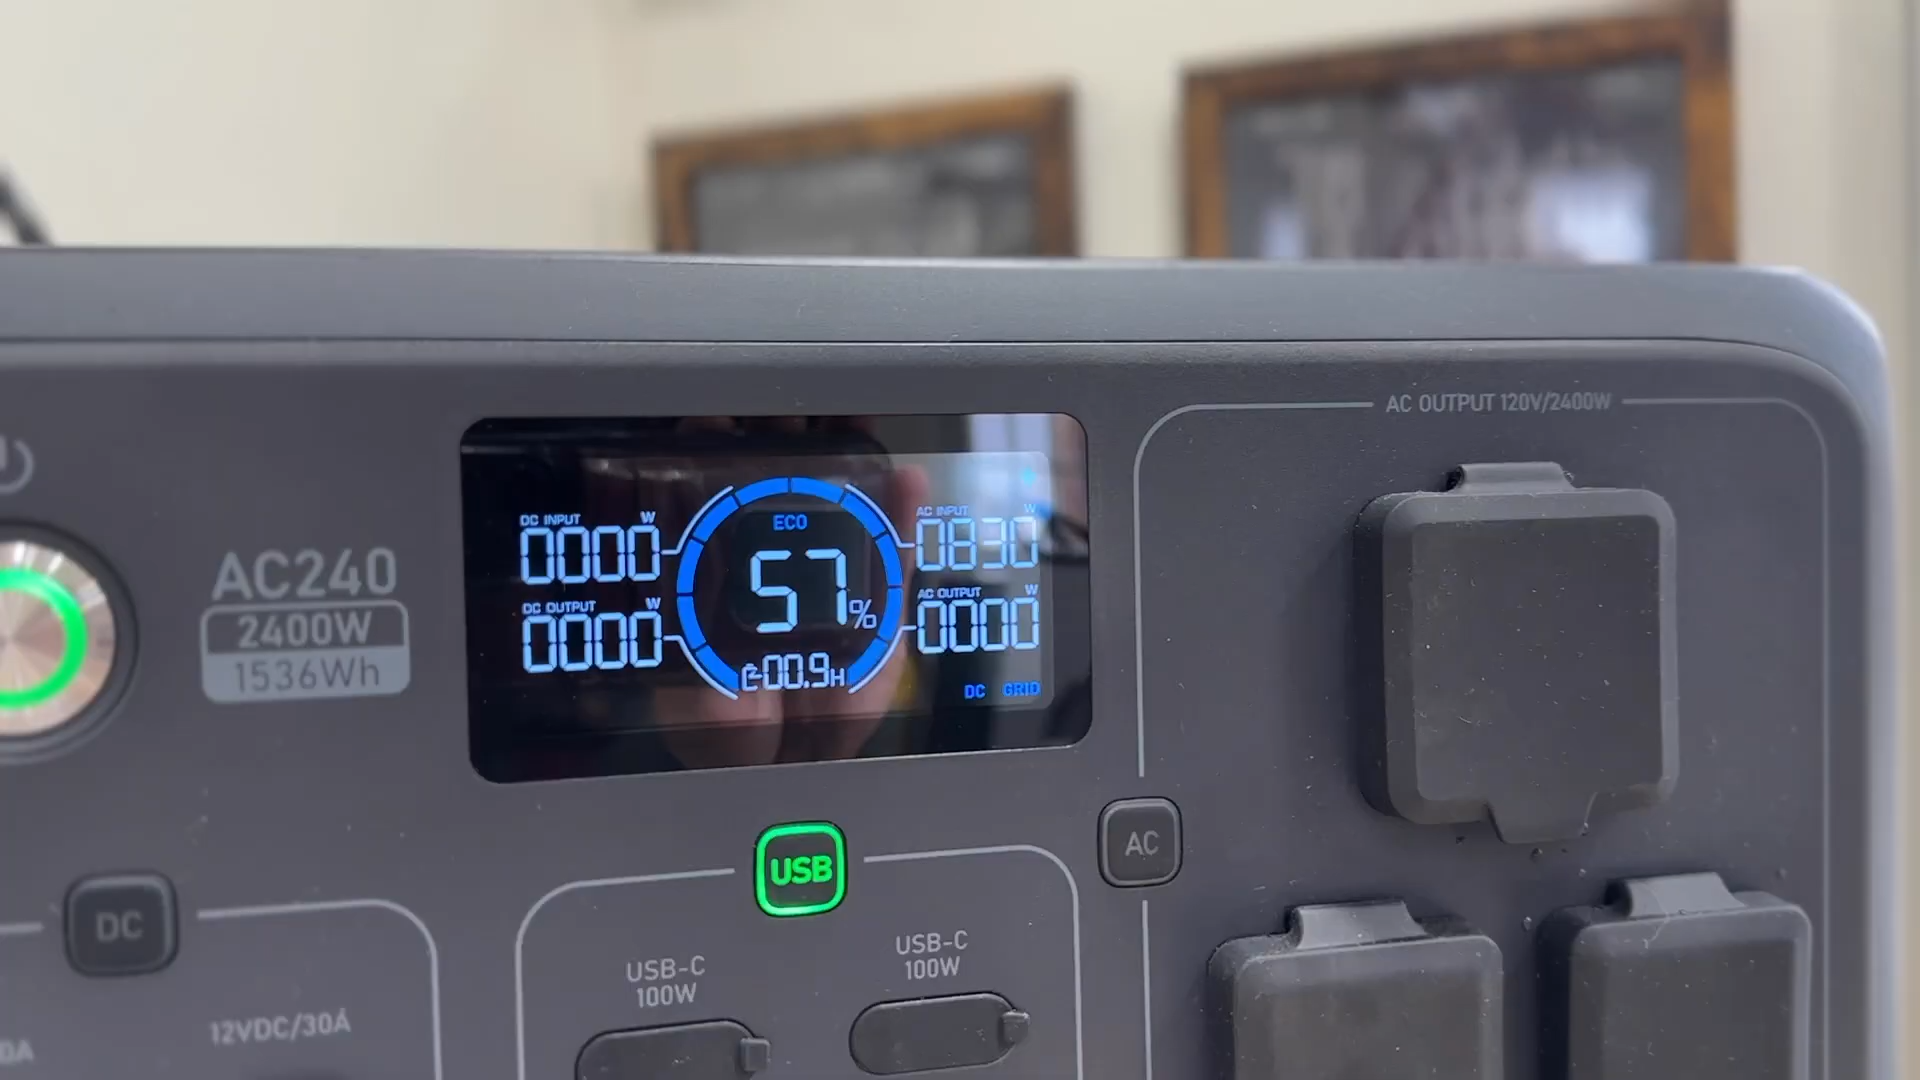 AC OUTPUT 120V/2400W
AC240
2400W
1536Wh
DC INPUT W
0000
DC OUTPUT W
0000
ECO
57%
00.9H
AC INPUT W
0830
AC OUTPUT W
0000
DC GRID
USB
AC
DC
USB-C
100W
USB-C
100W
12VDC/30A